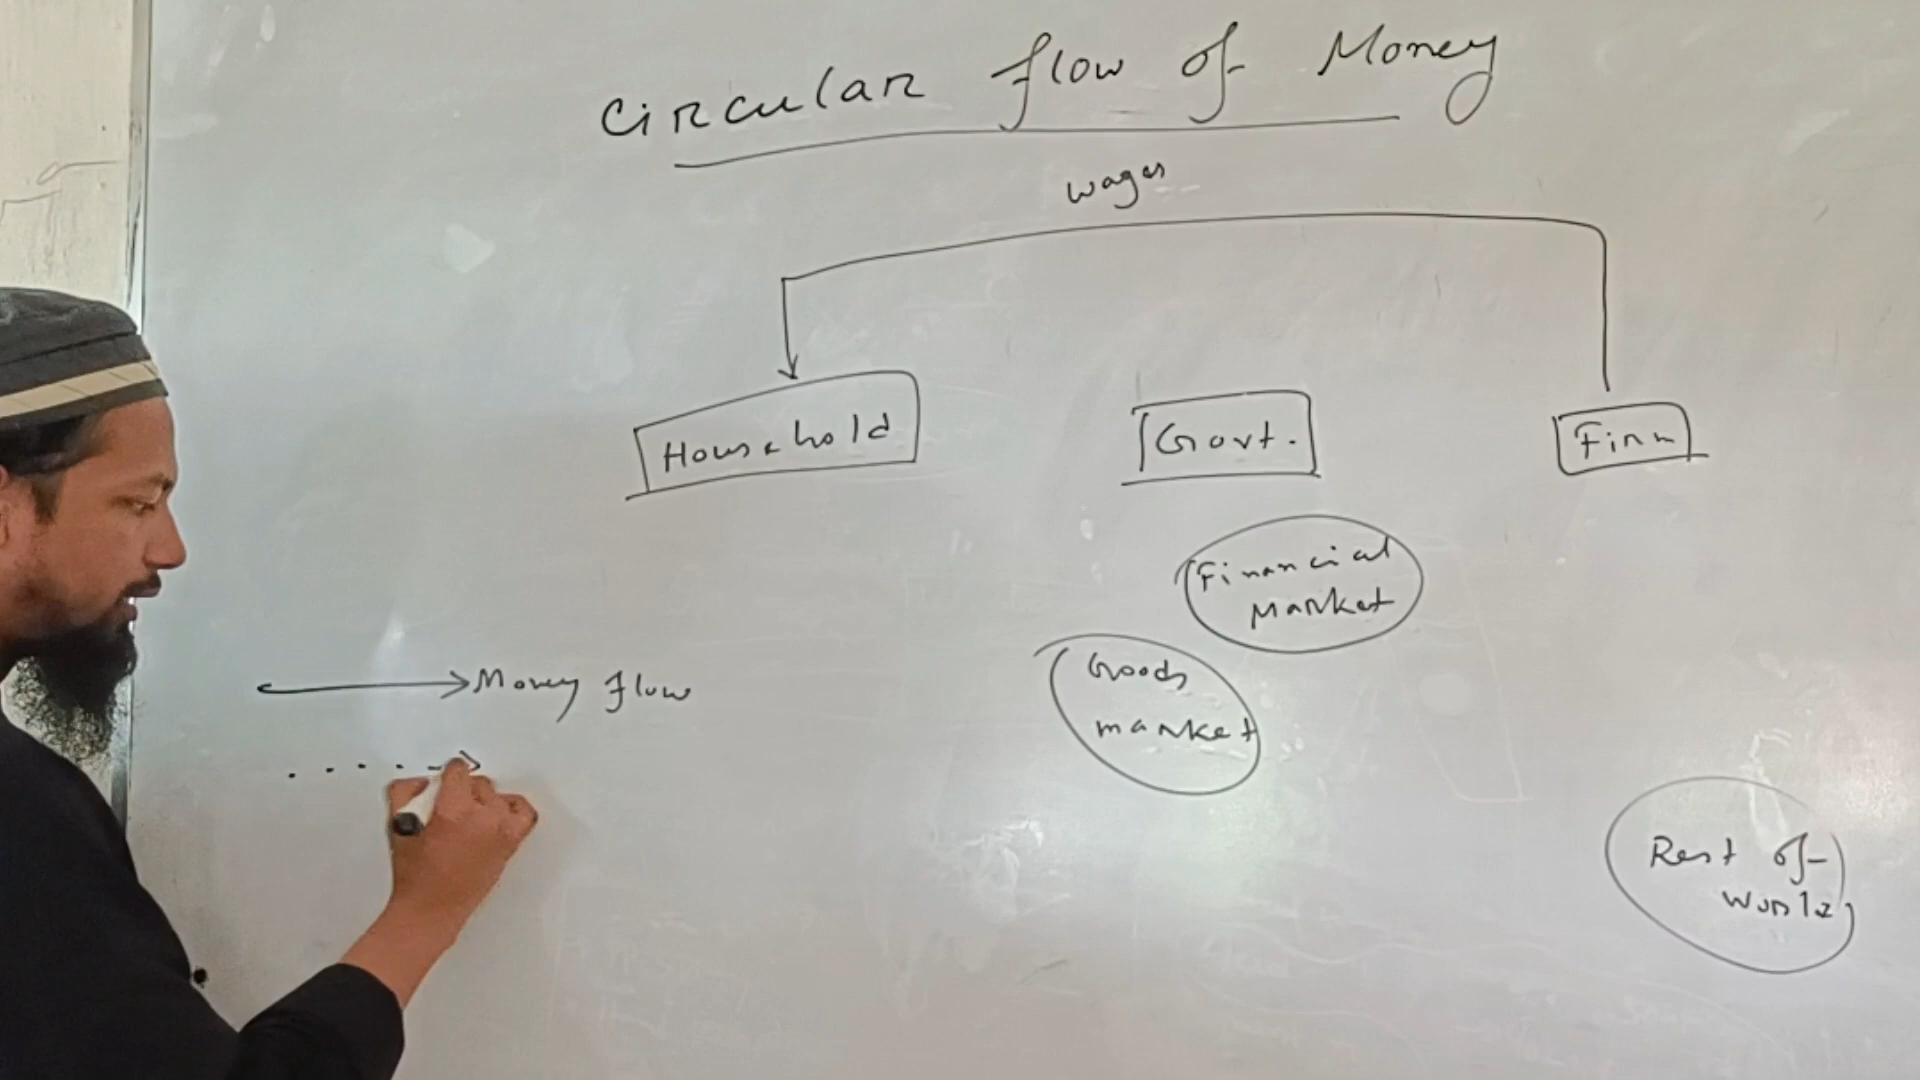 Circular flow of Money
wages
Household
Govt.
Firm
Financial
Market
Goods
market
Money flow
Rest of
World